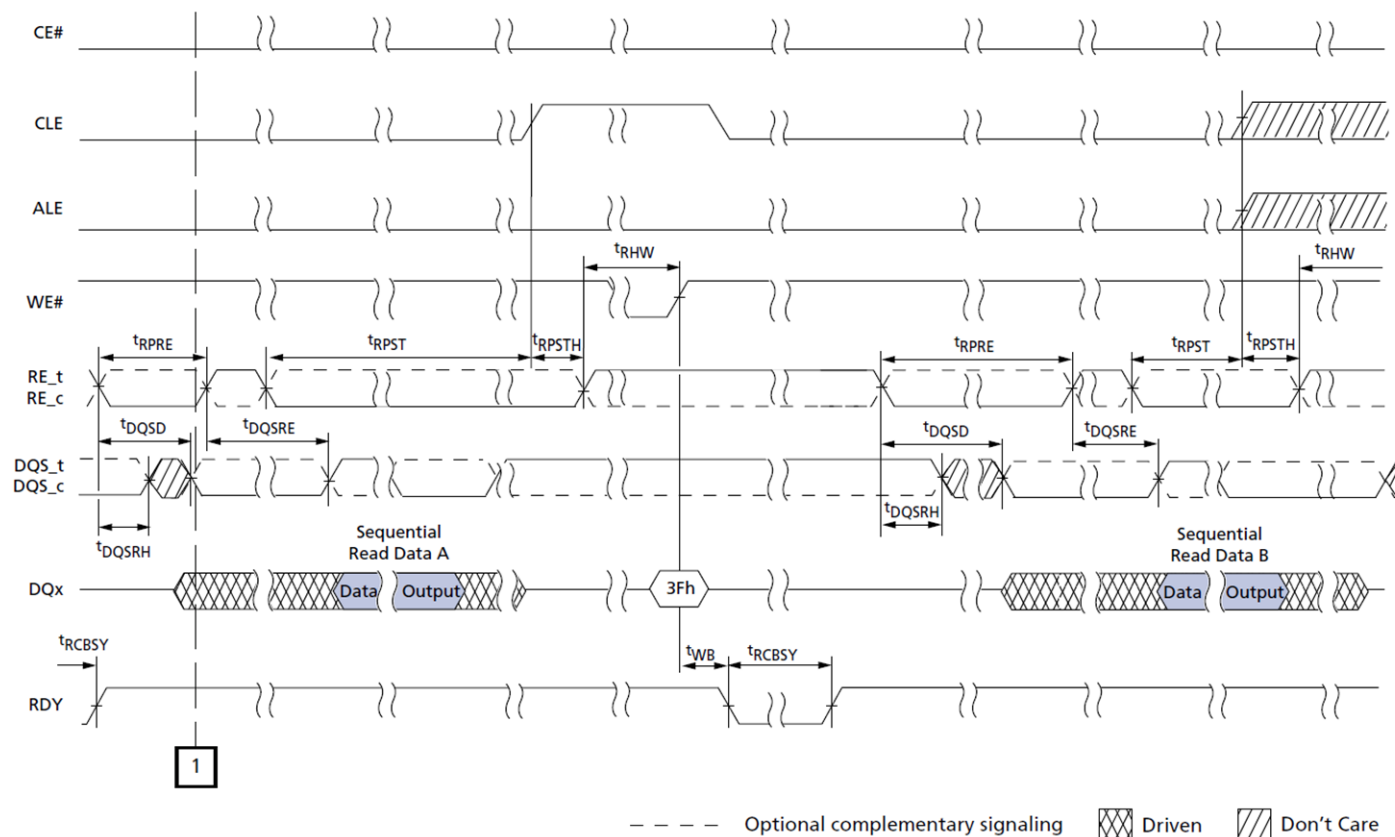 CE#
CLE
ALE
tRHW
tRHW
WE#
tRPRE
tRPST
tRPSTH
tRPRE
tRPST
tRPSTH
RE_t
RE_c
tDQSD
tDQSRE
tDQSD
tDQSRE
DQS_t
DQS_c
tDQSRH
tDQSRH
Sequential
Read Data A
Sequential
Read Data B
DQx
Data
Output
3Fh
Data
Output
tRCBSY
tWB
tRCBSY
RDY
1
Optional complementary signaling
Driven
Don't Care